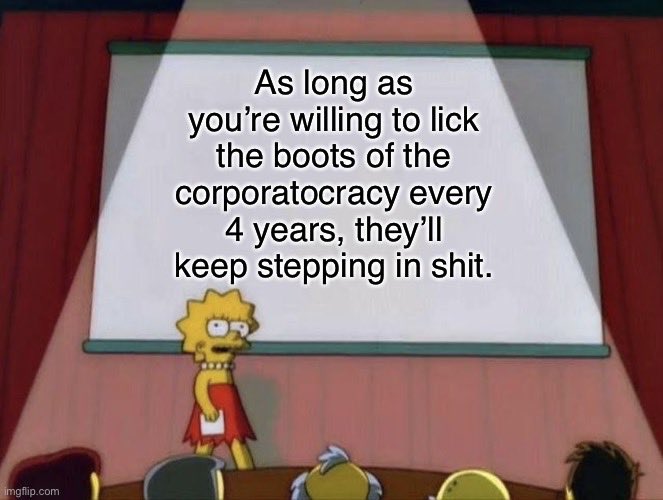 As long as
you’re willing to lick
the boots of the
corporatocracy every
4 years, they’ll
keep stepping in shit.
imgflip.com